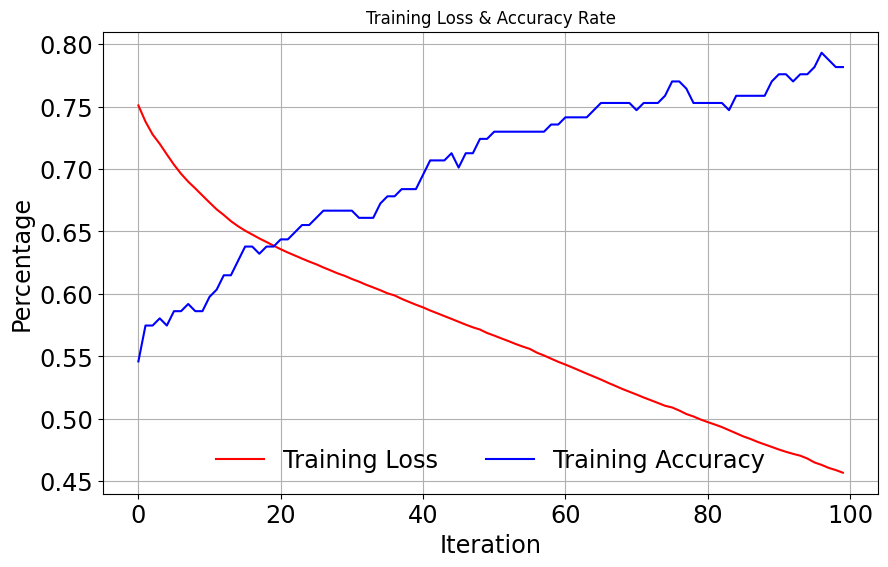 Training Loss & Accuracy Rate
0.80
0.75
0.70
0.65
0.60
0.55
0.50
0.45
Percentage
Training Loss
Training Accuracy
0 20 40 60 80 100
Iteration